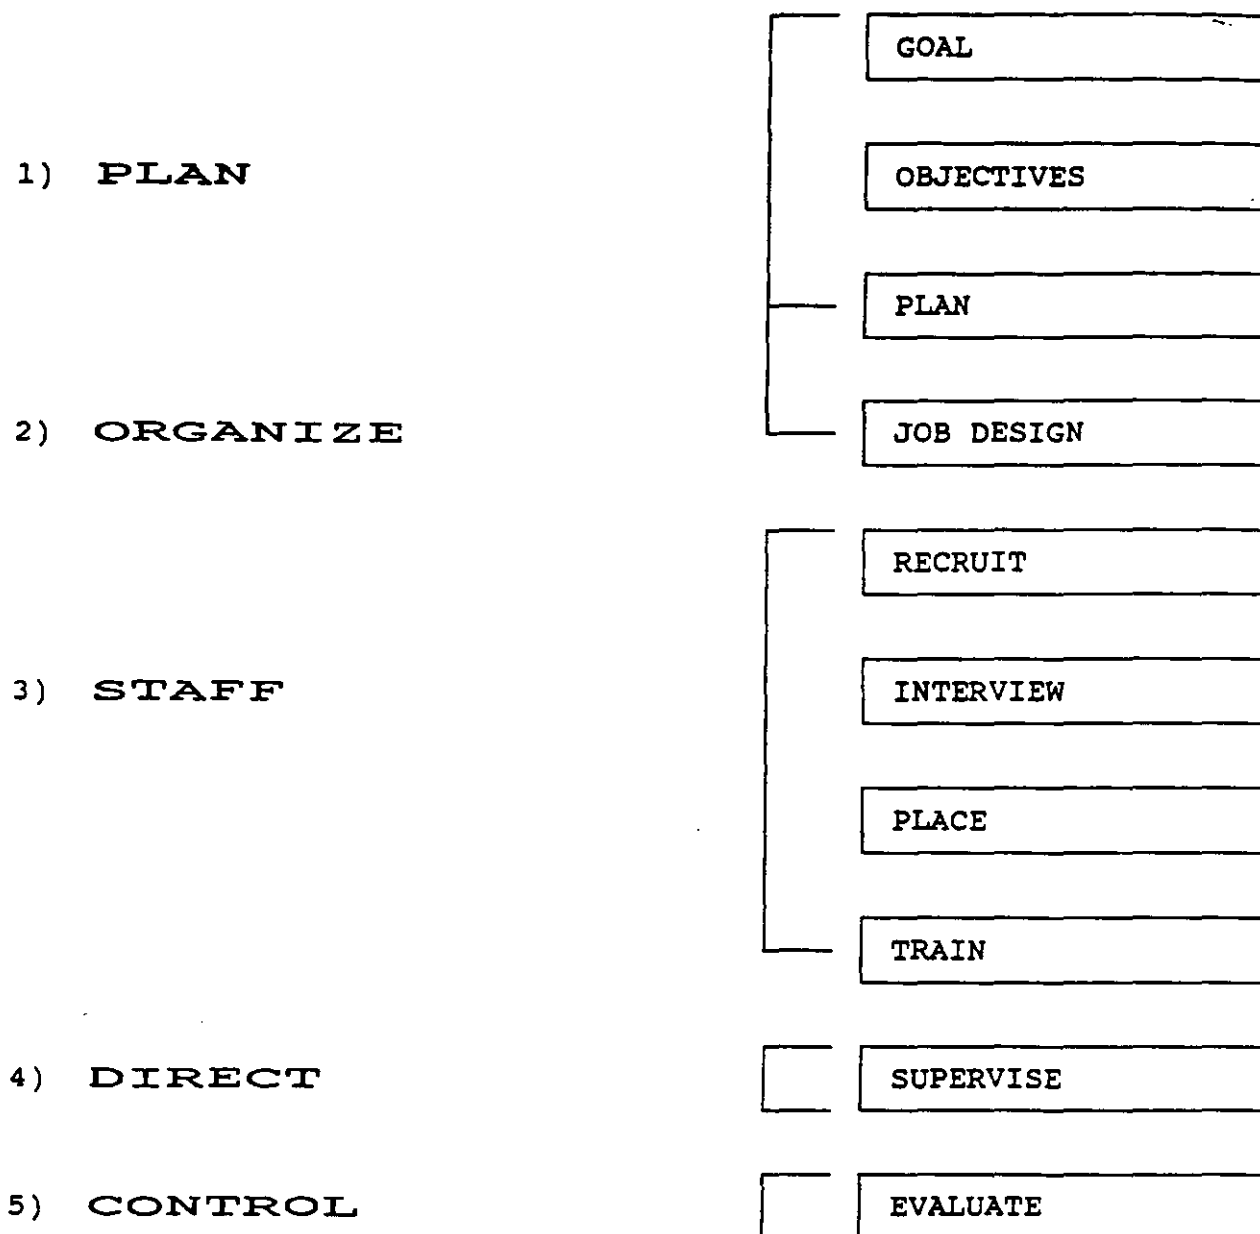 GOAL
1) PLAN
OBJECTIVES
PLAN
2) ORGANIZE
JOB DESIGN
RECRUIT
3) STAFF
INTERVIEW
PLACE
TRAIN
4) DIRECT
SUPERVISE
5) CONTROL
EVALUATE